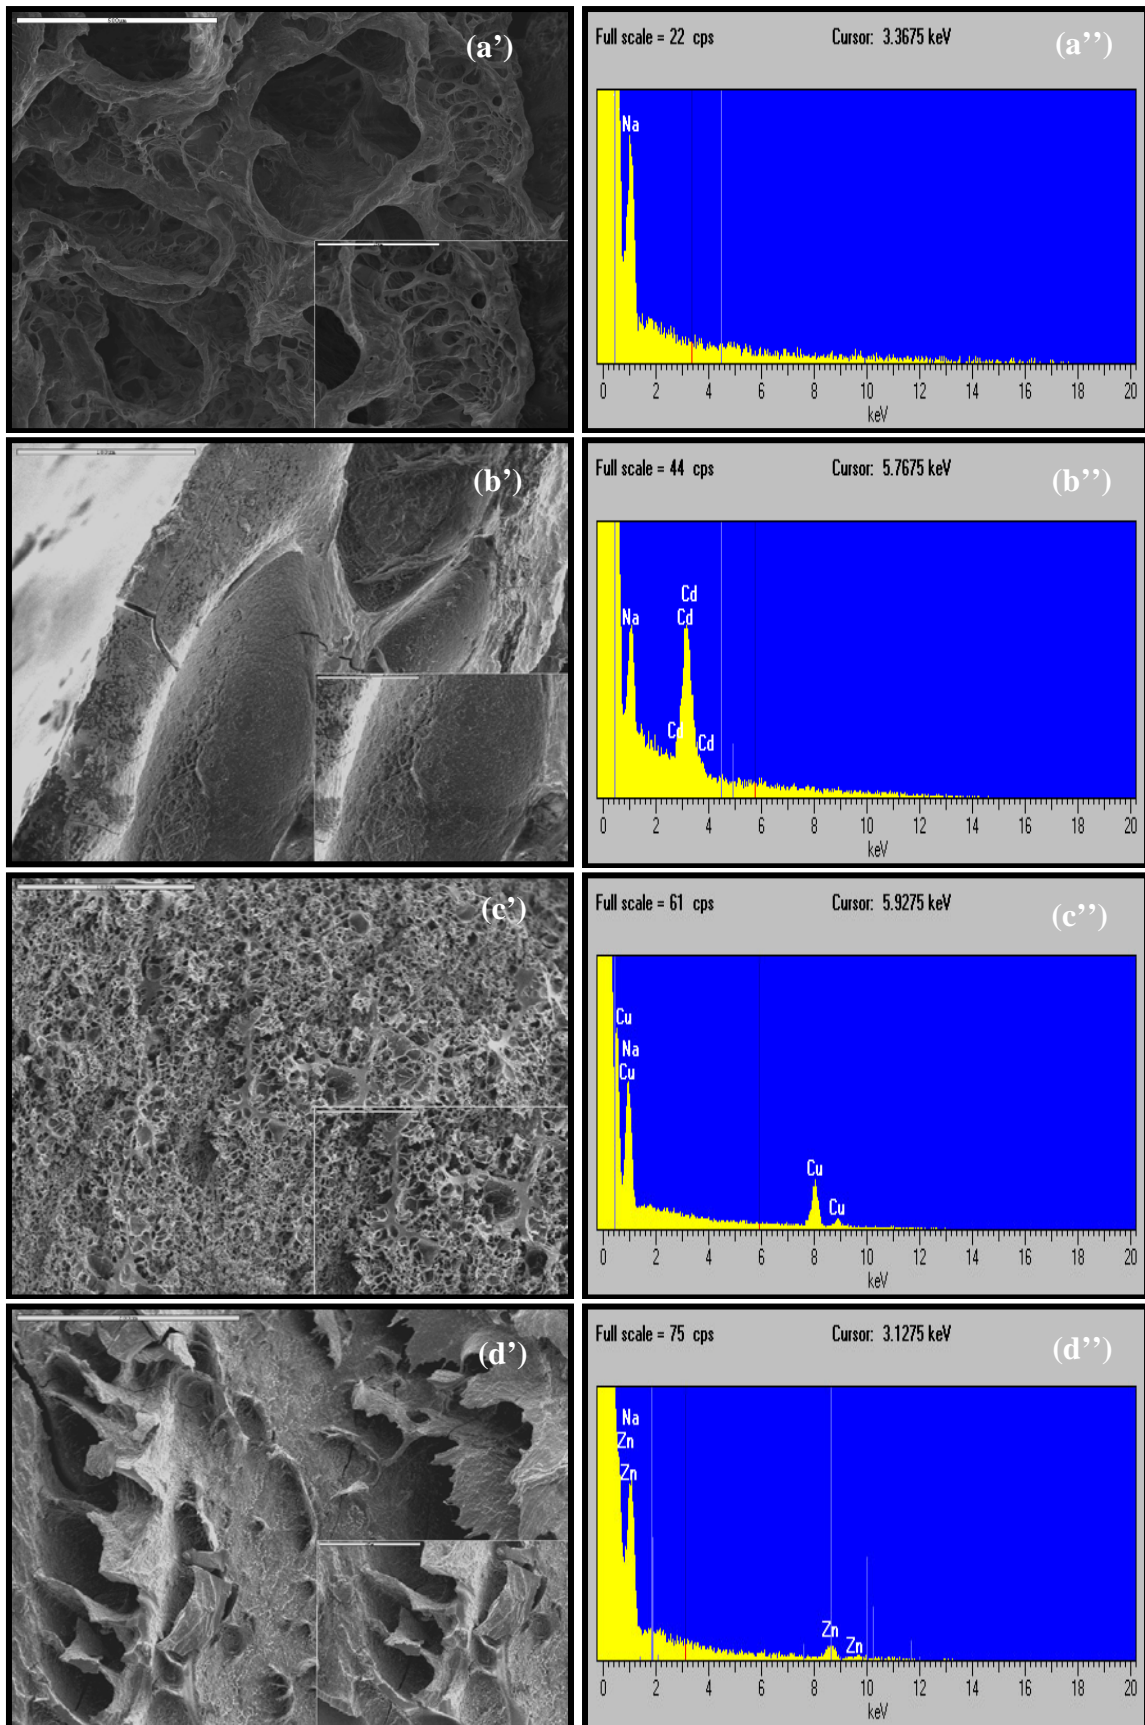 (a’)
Full scale = 22 cps Cursor: 3.3675 keV (a’’)
Na
0 2 4 6 8 10 12 14 16 18 20
keV
(b’)
Full scale = 44 cps Cursor: 5.7675 keV (b’’)
Cd
Na Cd
Cd
Cd
0 2 4 6 8 10 12 14 16 18 20
keV
(c’)
Full scale = 61 cps Cursor: 5.9275 keV (c’’)
Cu
Na
Cu
Cu
Cu
0 2 4 6 8 10 12 14 16 18 20
keV
(d’)
Full scale = 75 cps Cursor: 3.1275 keV (d’’)
Na
Zn
Zn
Zn
Zn
0 2 4 6 8 10 12 14 16 18 20
keV